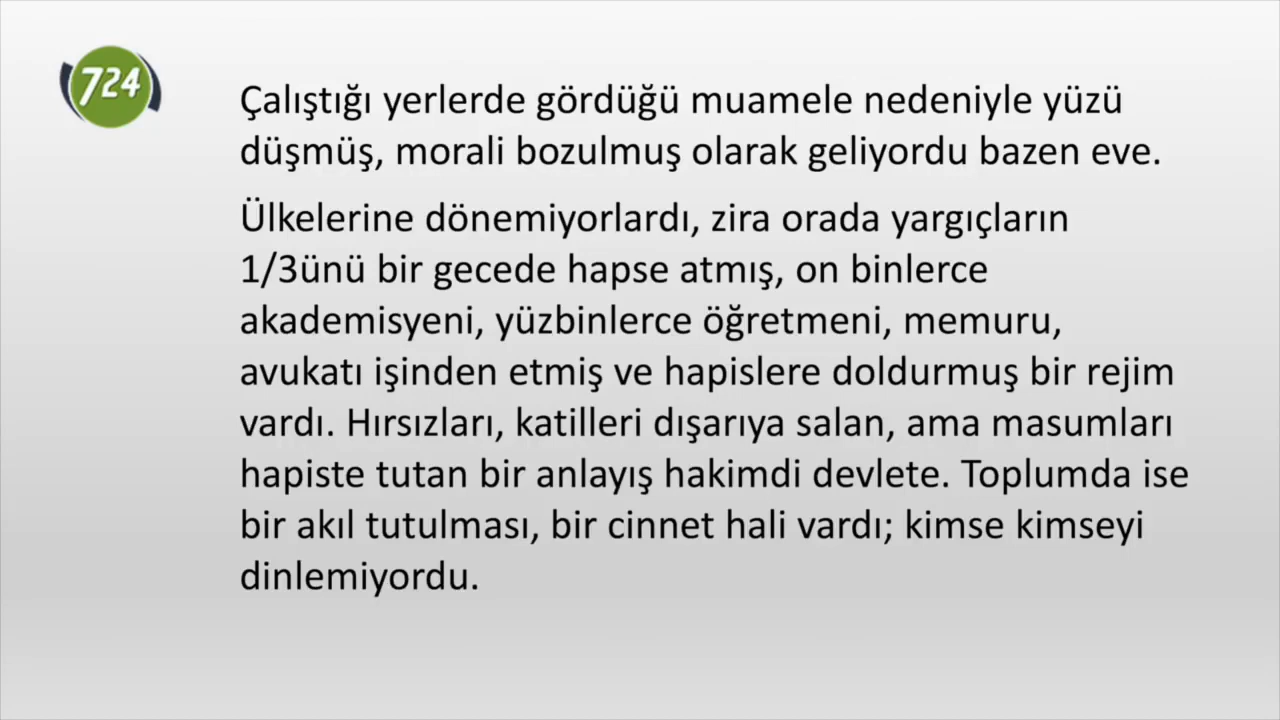 724
Çalıştığı yerlerde gördüğü muamele nedeniyle yüzü
düşmüş, morali bozulmuş olarak geliyordu bazen eve.
Ülkelerine dönemiyorlardı, zira orada yargıçların
1/3ünü bir gecede hapse atmış, on binlerce
akademisyeni, yüzbinlerce öğretmeni, memuru,
avukatı işinden etmiş ve hapislere doldurmuş bir rejim
vardı. Hırsızları, katilleri dışarıya salan, ama masumları
hapiste tutan bir anlayış hakimdi devlete. Toplumda ise
bir akıl tutulması, bir cinnet hali vardı; kimse kimseyi
dinlemiyordu.